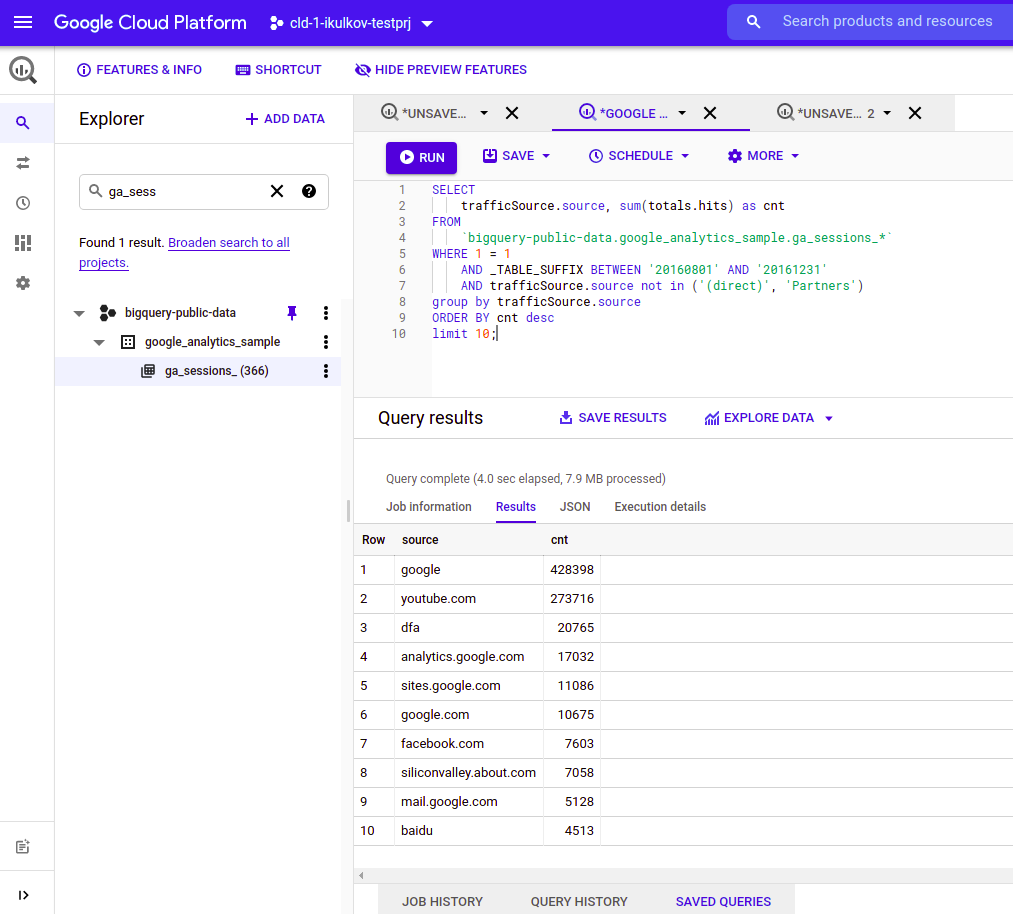 Google Cloud Platform
cld-1-ikulkov-testprj
Search products and resources
FEATURES & INFO
SHORTCUT
HIDE PREVIEW FEATURES
Explorer
ADD DATA
ga_sess
Found 1 result. Broaden search to all
projects.
bigquery-public-data
google_analytics_sample
ga_sessions_ (366)
*UNSAVE...
*GOOGLE ...
*UNSAVE... 2
RUN
SAVE
SCHEDULE
MORE
1 SELECT
2 trafficSource.source, sum(totals.hits) as cnt
3 FROM
4 `bigquery-public-data.google_analytics_sample.ga_sessions_*`
5 WHERE 1 = 1
6 AND _TABLE_SUFFIX BETWEEN '20160801' AND '20161231'
7 AND trafficSource.source not in ('(direct)', 'Partners')
8 group by trafficSource.source
9 ORDER BY cnt desc
10 limit 10;
Query results
SAVE RESULTS
EXPLORE DATA
Query complete (4.0 sec elapsed, 7.9 MB processed)
Job information
Results
JSON
Execution details
Row source cnt
1 google 428398
2 youtube.com 273716
3 dfa 20765
4 analytics.google.com 17032
5 sites.google.com 11086
6 google.com 10675
7 facebook.com 7603
8 siliconvalley.about.com 7058
9 mail.google.com 5128
10 baidu 4513
JOB HISTORY
QUERY HISTORY
SAVED QUERIES